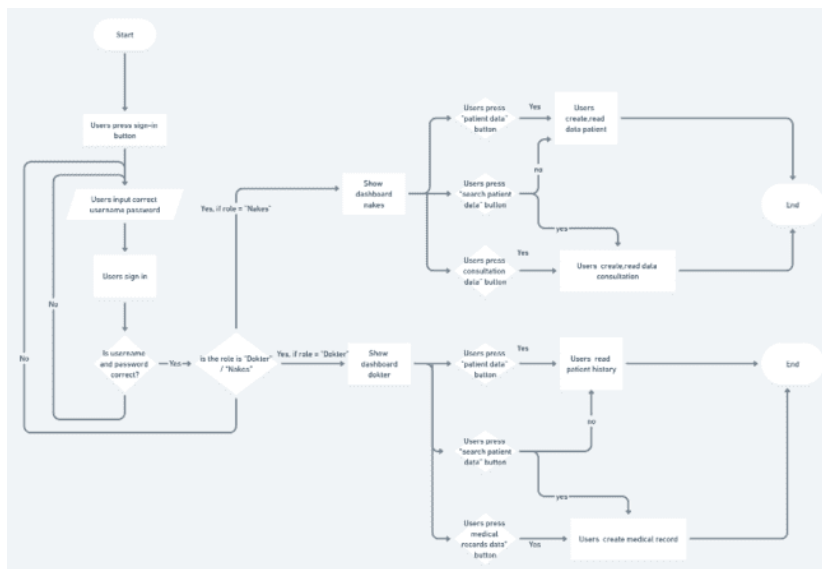 Start
Users press sign-in
button
Users input correct
username password
Users sign in
No
No
Is username
and password
correct?
Yes
is the role is "Dokter"
/ "Nakes"
Yes, if role = "Nakes"
Yes, if role = "Dokter"
Show
dashboard
nakes
Users press
"patient data"
button
Yes
Users
create,read
data patient
no
Users press
"search patient
data" button
yes
Users press
consultation
data" button
Yes
Users create,read data
consultation
End
Show
dashboard
dokter
Users press
"patient data"
button
Yes
Users read
patient history
End
no
Users press
"search patient
data" button
yes
Users press
medical
records data"
button
Yes
Users create medical record